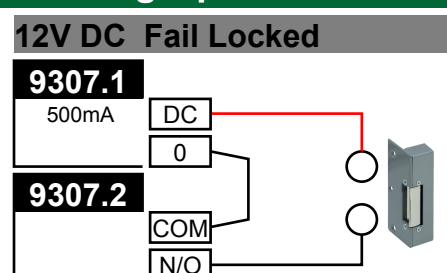 12V DC Fail Locked
9307.1
500mA
DC
0
9307.2
COM
N/O